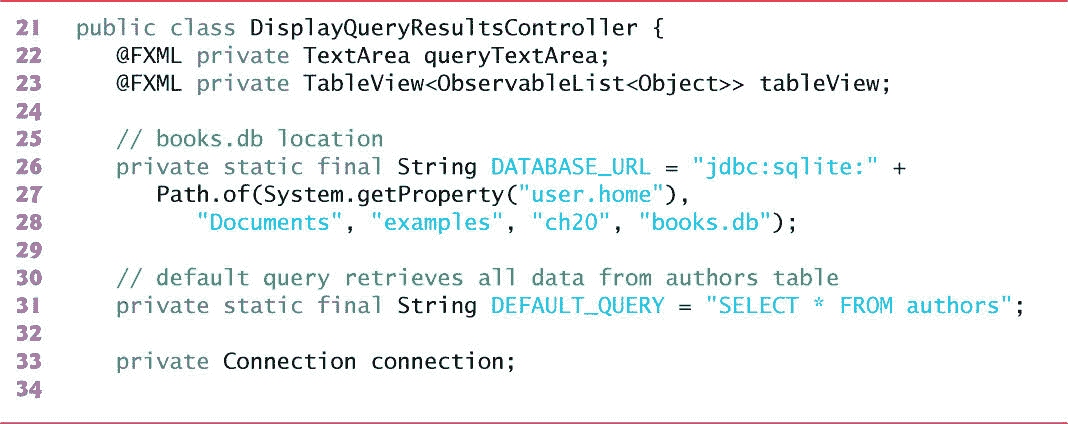 21 public class DisplayQueryResultsController {
22 @FXML private TextArea queryTextArea;
23 @FXML private TableView<ObservableList<Object>> tableView;
24
25 // books.db location
26 private static final String DATABASE_URL = "jdbc:sqlite:" +
27 Path.of(System.getProperty("user.home"),
28 "Documents", "examples", "ch20", "books.db");
29
30 // default query retrieves all data from authors table
31 private static final String DEFAULT_QUERY = "SELECT * FROM authors";
32
33 private Connection connection;
34